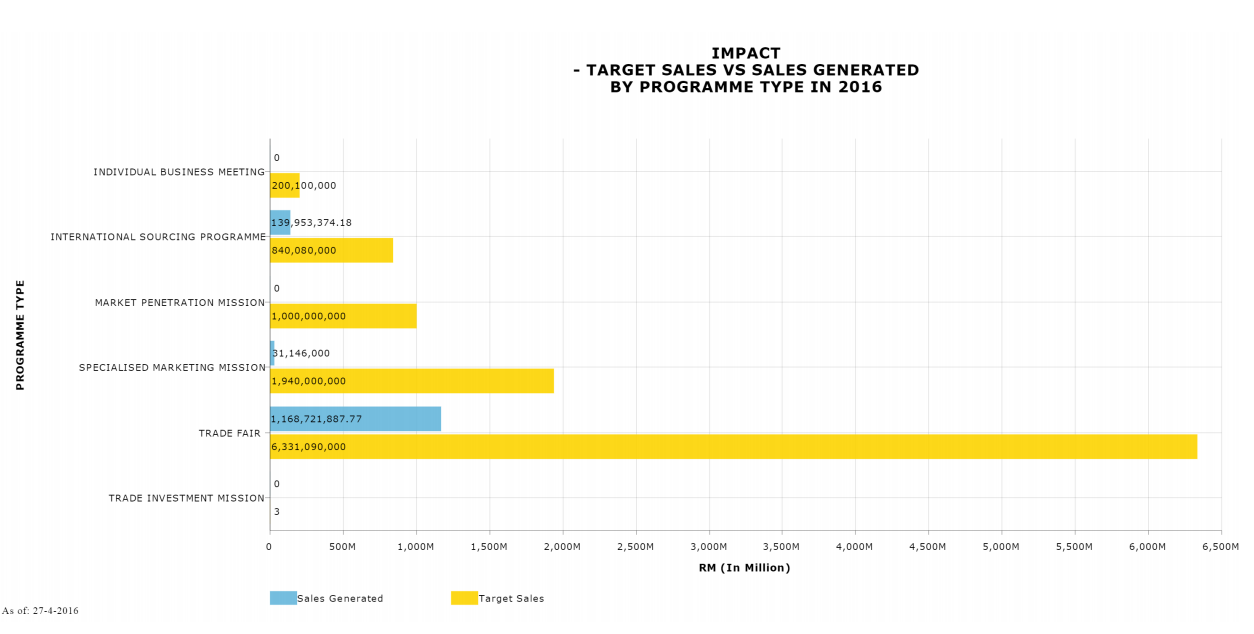 IMPACT
- TARGET SALES VS SALES GENERATED
BY PROGRAMME TYPE IN 2016
PROGRAMME TYPE
0
INDIVIDUAL BUSINESS MEETING
200,100,000
139,953,374.18
INTERNATIONAL SOURCING PROGRAMME
840,080,000
0
MARKET PENETRATION MISSION
1,000,000,000
31,146,000
SPECIALISED MARKETING MISSION
1,940,000,000
1,168,721,887.77
TRADE FAIR
6,331,090,000
0
TRADE INVESTMENT MISSION
3
0 500M 1,000M 1,500M 2,000M 2,500M 3,000M 3,500M 4,000M 4,500M 5,000M 5,500M 6,000M 6,500M
RM (In Million)
Sales Generated Target Sales
As of: 27-4-2016